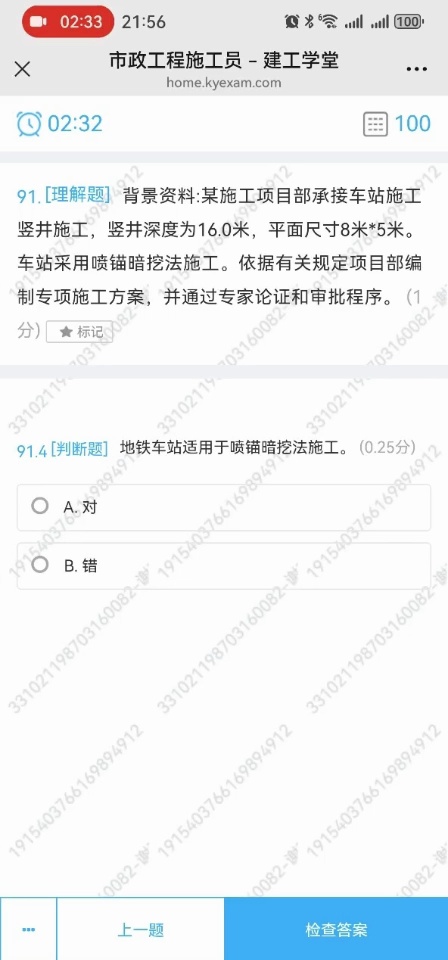 02:33 21:56 6 100
市政工程施工员 – 建工学堂
home.kyexam.com
02:32 100
91.[理解题] 背景资料:某施工项目部承接车站施工
竖井施工，竖井深度为16.0米，平面尺寸8米*5米。
车站采用喷锚暗挖法施工。依据有关规定项目部编
制专项施工方案，并通过专家论证和审批程序。(1
分) ★ 标记
91.4[判断题] 地铁车站适用于喷锚暗挖法施工。(0.25分)
A. 对
B. 错
331021198703160082-
1915403766169894912
··· 上一题 检查答案